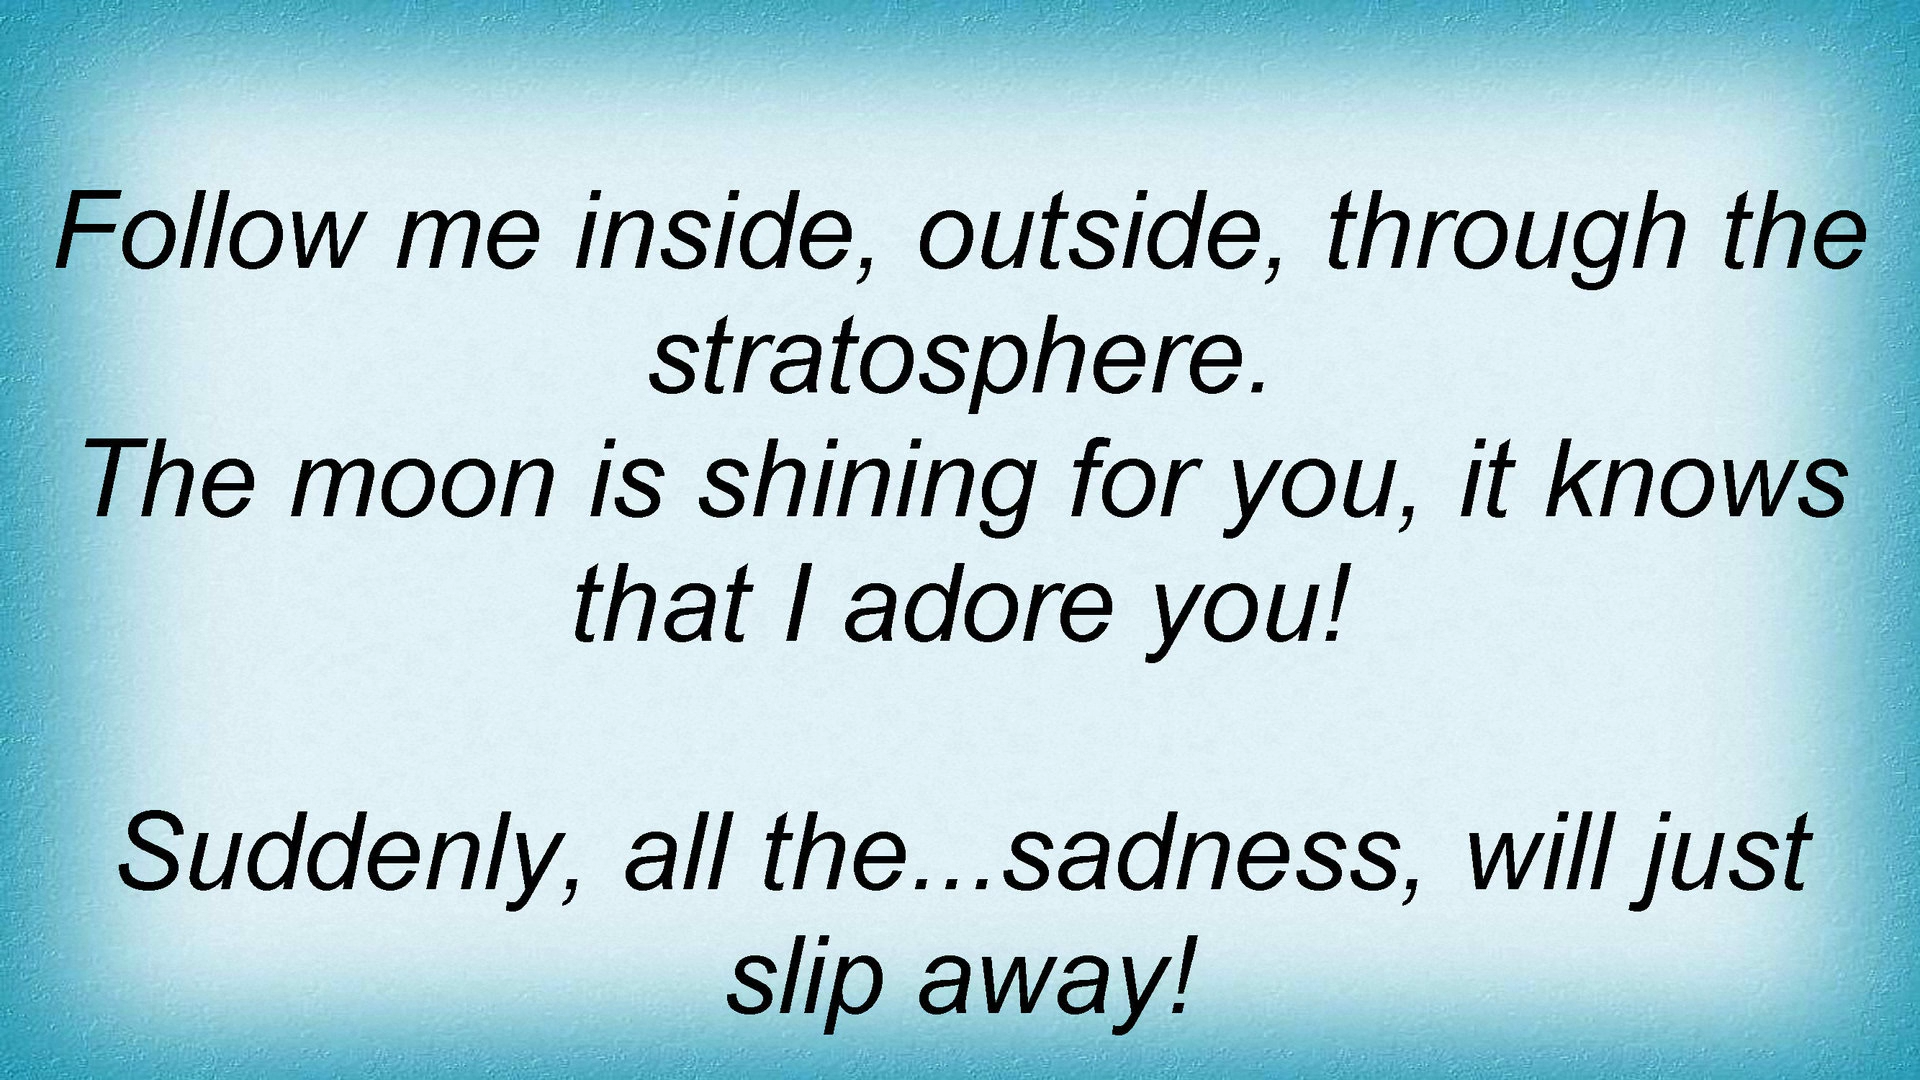 Follow me inside, outside, through the
stratosphere.
The moon is shining for you, it knows
that I adore you!
Suddenly, all the...sadness, will just
slip away!